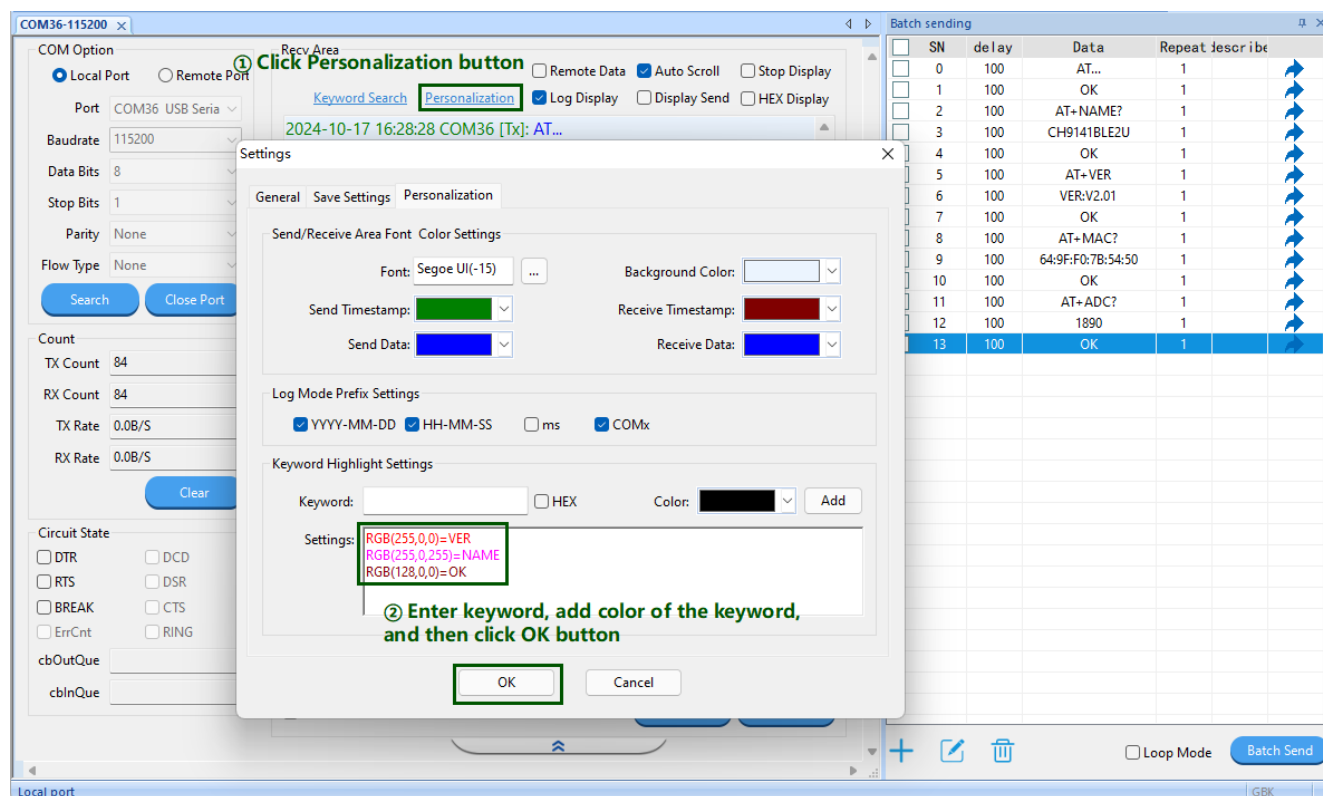 COM36-115200
Batch sending
COM Option
Local Port
Remote Port
Port
COM36 USB Seria
Baudrate
115200
Data Bits
8
Stop Bits
1
Parity
None
Flow Type
None
Search
Close Port
Count
TX Count
84
RX Count
84
TX Rate
0.0B/S
RX Rate
0.0B/S
Clear
Circuit State
DTR
DCD
RTS
DSR
BREAK
CTS
ErrCnt
RING
cbOutQue
cbInQue
Recv Area
① Click Personalization button
Remote Data
Auto Scroll
Stop Display
Keyword Search
Personalization
Log Display
Display Send
HEX Display
2024-10-17 16:28:28 COM36 [Tx]: AT...
Settings
General
Save Settings
Personalization
Send/Receive Area Font Color Settings
Font:
Segoe UI(-15)
...
Background Color:
Send Timestamp:
Receive Timestamp:
Send Data:
Receive Data:
Log Mode Prefix Settings
YYYY-MM-DD
HH-MM-SS
ms
COMx
Keyword Highlight Settings
Keyword:
HEX
Color:
Add
Settings:
RGB(255,0,0)=VER
RGB(255,0,255)=NAME
RGB(128,0,0)=OK
② Enter keyword, add color of the keyword,
and then click OK button
OK
Cancel
SN delay Data Repeat describe
0 100 AT... 1
1 100 OK 1
2 100 AT+NAME? 1
3 100 CH9141BLE2U 1
4 100 OK 1
5 100 AT+VER 1
6 100 VER:V2.01 1
7 100 OK 1
8 100 AT+MAC? 1
9 100 64:9F:F0:7B:54:50 1
10 100 OK 1
11 100 AT+ADC? 1
12 100 1890 1
13 100 OK 1
Loop Mode
Batch Send
Local port
GBK